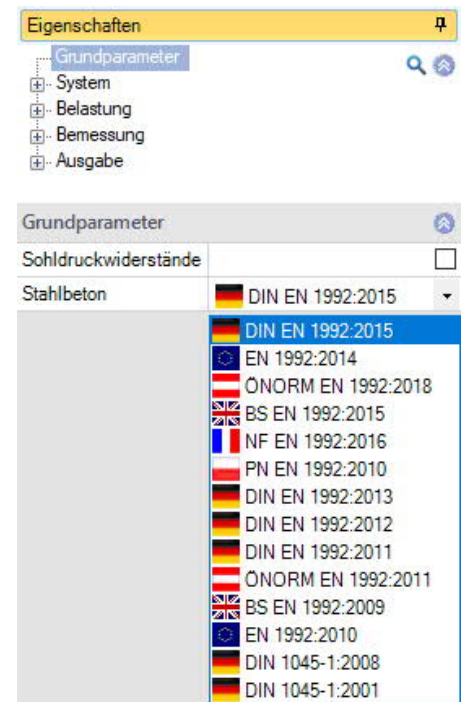 Eigenschaften
Grundparameter
System
Belastung
Bemessung
Ausgabe
Grundparameter
Sohldruckwiderstände
Stahlbeton DIN EN 1992:2015
DIN EN 1992:2015
EN 1992:2014
ÖNORM EN 1992:2018
BS EN 1992:2015
NF EN 1992:2016
PN EN 1992:2010
DIN EN 1992:2013
DIN EN 1992:2012
DIN EN 1992:2011
ÖNORM EN 1992:2011
BS EN 1992:2009
EN 1992:2010
DIN 1045-1:2008
DIN 1045-1:2001